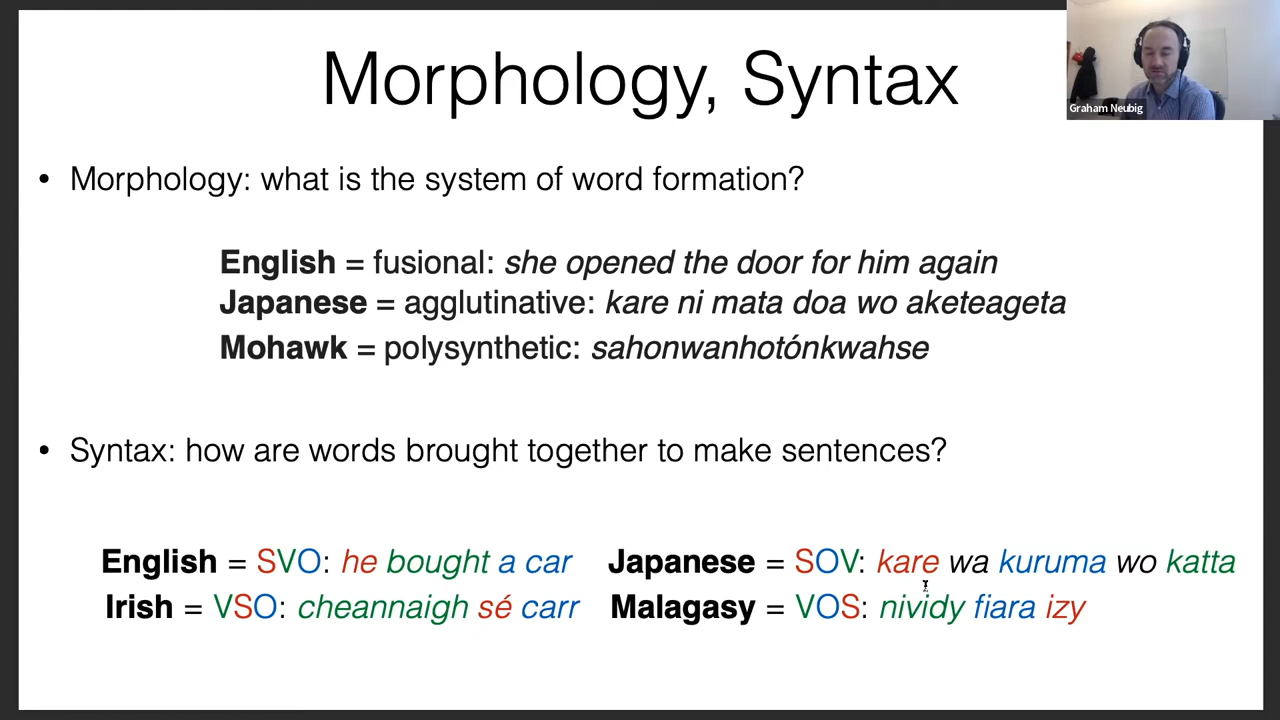 Morphology, Syntax
Graham Neubig
• Morphology: what is the system of word formation?
English = fusional: she opened the door for him again
Japanese = agglutinative: kare ni mata doa wo aketeageta
Mohawk = polysynthetic: sahonwanhotónkwahse
• Syntax: how are words brought together to make sentences?
English = SVO: he bought a car
Japanese = SOV: kare wa kuruma wo katta
Irish = VSO: cheannaigh sé carr
Malagasy = VOS: nividy fiara izy